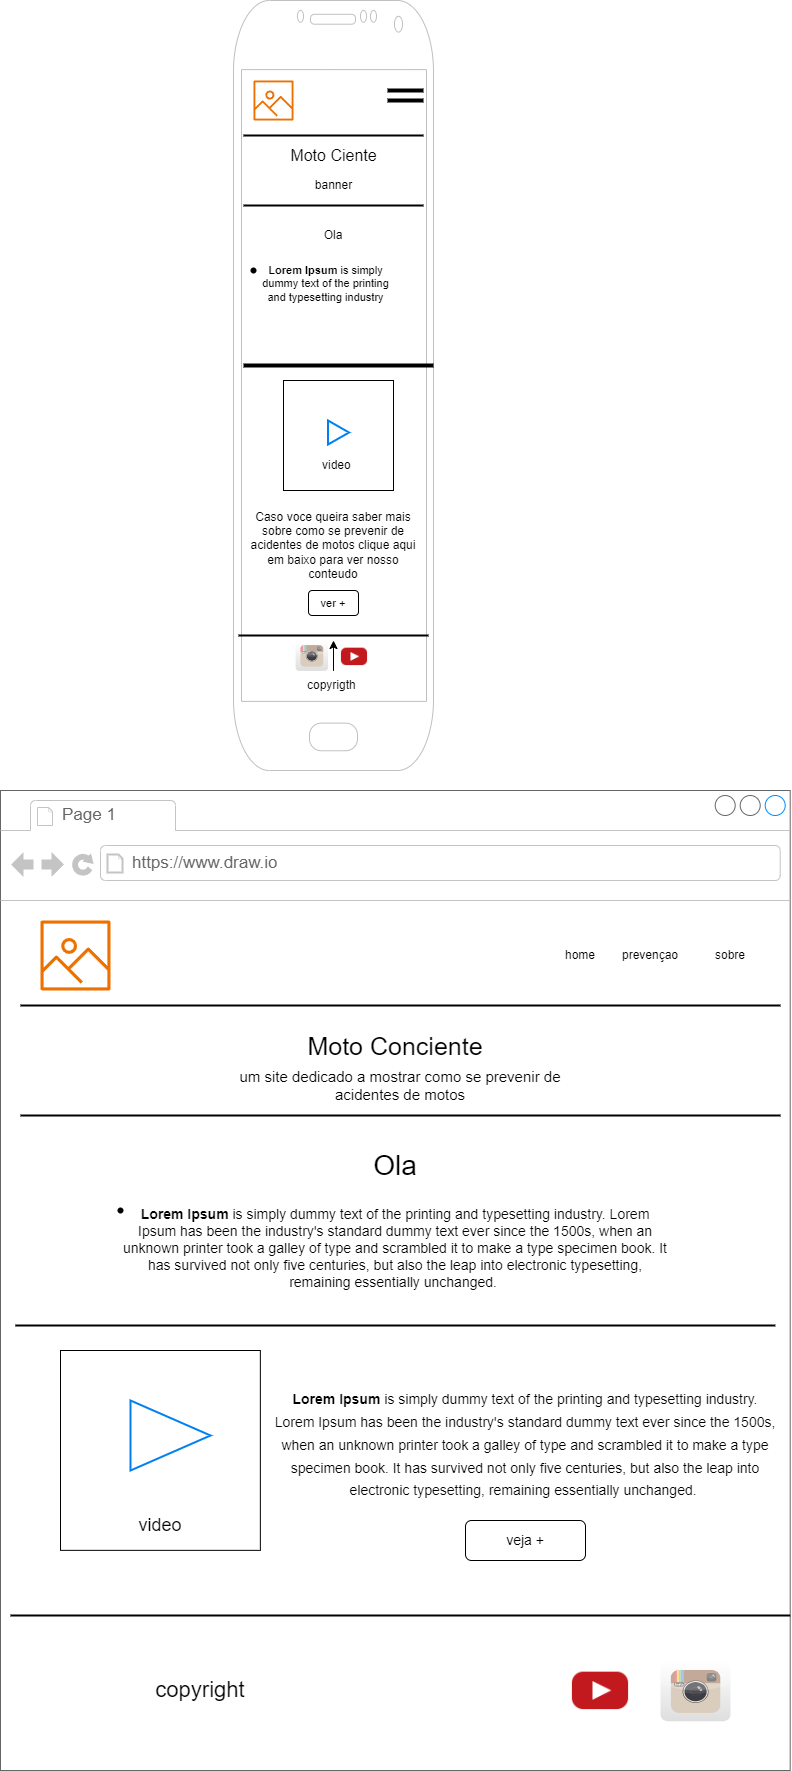 Moto Ciente
banner
Ola
Lorem Ipsum is simply
dummy text of the printing
and typesetting industry
video
Caso voce queira saber mais
sobre como se prevenir de
acidentes de motos clique aqui
em baixo para ver nosso
conteudo
ver +
copyrigth
Page 1
https://www.draw.io
home prevençao sobre
Moto Conciente
um site dedicado a mostrar como se prevenir de
acidentes de motos
Ola
Lorem Ipsum is simply dummy text of the printing and typesetting industry. Lorem
Ipsum has been the industry's standard dummy text ever since the 1500s, when an
unknown printer took a galley of type and scrambled it to make a type specimen book. It
has survived not only five centuries, but also the leap into electronic typesetting,
remaining essentially unchanged.
video
Lorem Ipsum is simply dummy text of the printing and typesetting industry.
Lorem Ipsum has been the industry's standard dummy text ever since the 1500s,
when an unknown printer took a galley of type and scrambled it to make a type
specimen book. It has survived not only five centuries, but also the leap into
electronic typesetting, remaining essentially unchanged.
veja +
copyright